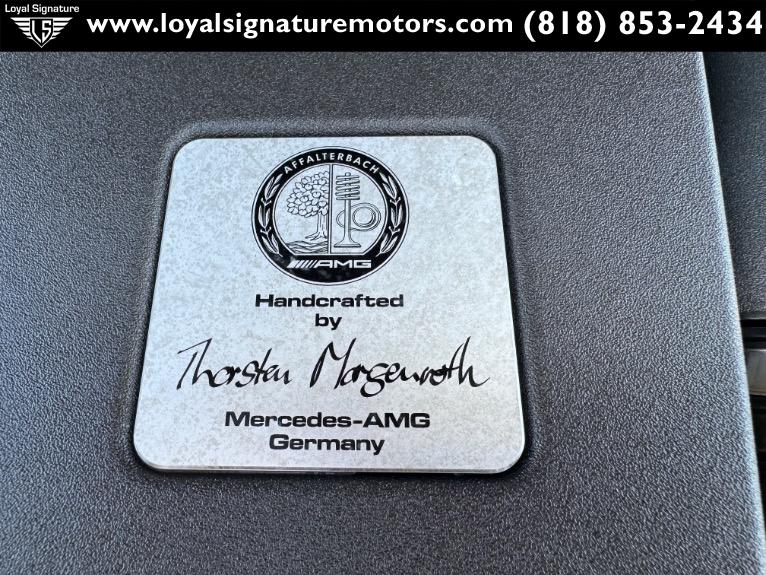 Loyal Signature
LS
www.loyalsignaturemotors.com (818) 853-2434
AFFALTERBACH
AMG
Handcrafted
by
Thorsten Morgenroth
Mercedes-AMG
Germany